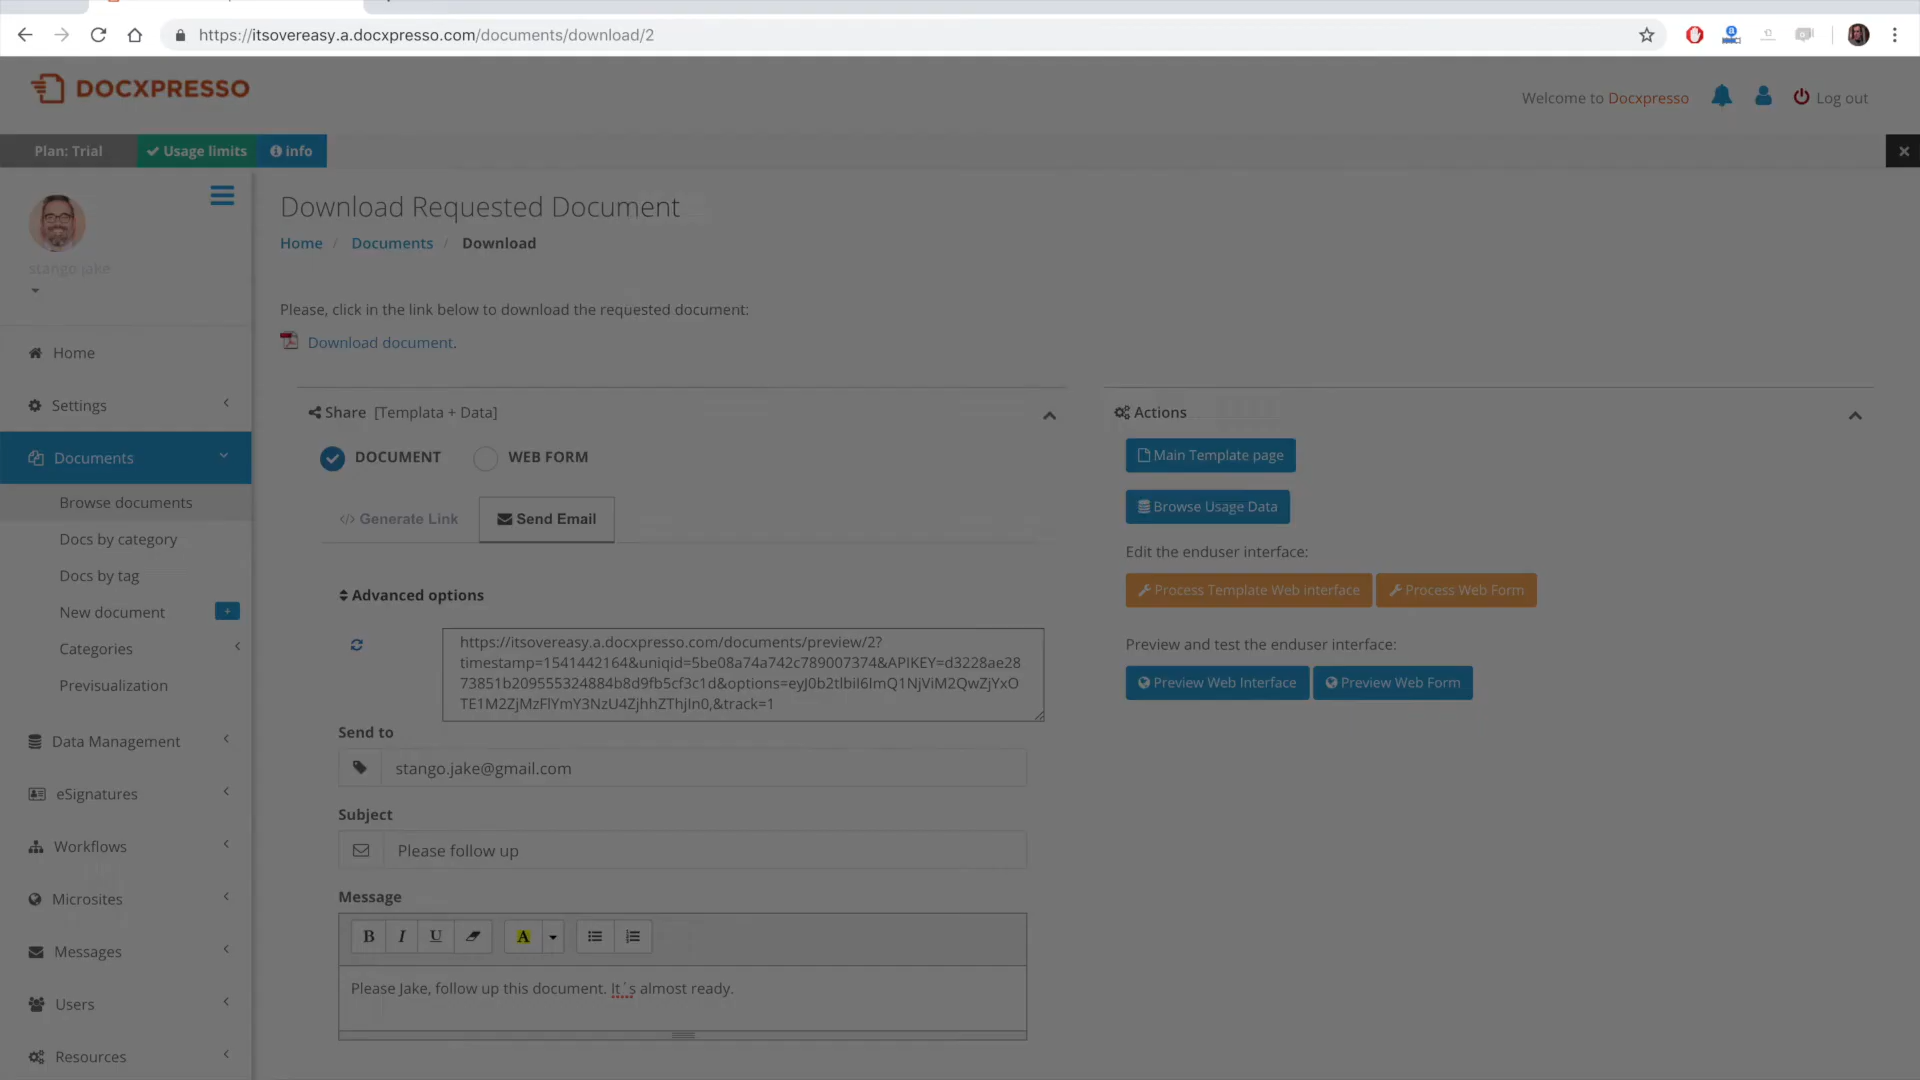 https://itsovereasy.a.docxpresso.com/documents/download/2
DOCXPRESSO
Welcome to Docxpresso
Log out
Plan: Trial
Usage limits
info
stango jake
Download Requested Document
Home / Documents / Download
Please, click in the link below to download the requested document:
Download document.
Home
Settings
Documents
Browse documents
Docs by category
Docs by tag
New document
Categories
Previsualization
Data Management
eSignatures
Workflows
Microsites
Messages
Users
Resources
Share [Templata + Data]
DOCUMENT
WEB FORM
Generate Link
Send Email
Advanced options
https://itsovereasy.a.docxpresso.com/documents/preview/2?
timestamp=1541442164&uniqid=5be08a74a742c789007374&APIKEY=d3228ae28
73851b209555324884b8d9fb5cf3c1d&options=eyJ0b2tlbiI6ImQ1NjViM2QwZjYxO
TE1M2ZjMzFlYmY3NzU4ZjhhZThjIn0,&track=1
Send to
stango.jake@gmail.com
Subject
Please follow up
Message
B I U A
Please Jake, follow up this document. It´s almost ready.
Actions
Main Template page
Browse Usage Data
Edit the enduser interface:
Process Template Web interface
Process Web Form
Preview and test the enduser interface:
Preview Web Interface
Preview Web Form